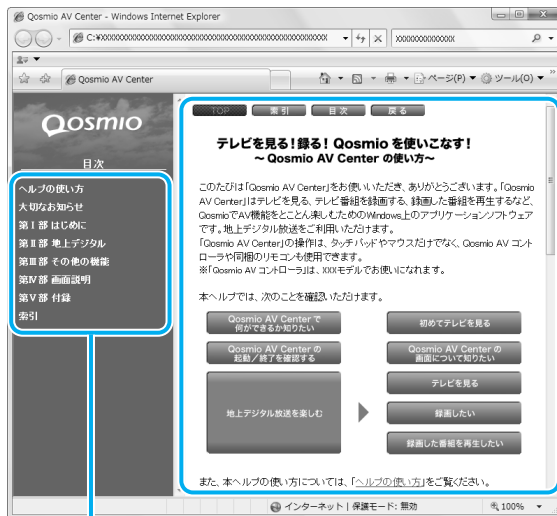 Qosmio AV Center - Windows Internet Explorer
C:¥XXXXXXXXXXXXXXXXXXXXXXXXXXXXXXXXXXXXXXXX
XXXXXXXXXXXXX
Qosmio AV Center
ページ(P)
ツール(O)
Qosmio
目次
ヘルプの使い方
大切なお知らせ
第Ⅰ部 はじめに
第Ⅱ部 地上デジタル
第Ⅲ部 その他の機能
第Ⅳ部 画面説明
第Ⅴ部 付録
索引
TOP 索引 目次 戻る
テレビを見る!録る! Qosmio を使いこなす!
~ Qosmio AV Center の使い方~
このたびは「Qosmio AV Center」をお使いいただき、ありがとうございます。「Qosmio
AV Center」はテレビを見る、テレビ番組を録画する、録画した番組を再生するなど、
QosmioでAV機能をとことん楽しむためのWindows上のアプリケーションソフトウェア
です。地上デジタル放送をご利用いただけます。
「Qosmio AV Center」の操作は、タッチパッドやマウスだけでなく、Qosmio AV コント
ローラや同梱のリモコンも使用できます。
※「Qosmio AV コントローラ」は、XXXモデルでお使いになれます。
本ヘルプでは、次のことを確認いただけます。
Qosmio AV Center で
何ができるか知りたい
初めてテレビを見る
Qosmio AV Center の
起動/終了を確認する
Qosmio AV Center の
画面について知りたい
地上デジタル放送を楽しむ
テレビを見る
録画したい
録画した番組を再生したい
また、本ヘルプの使い方については、「ヘルプの使い方」をご覧ください。
インターネット | 保護モード: 無効
100%